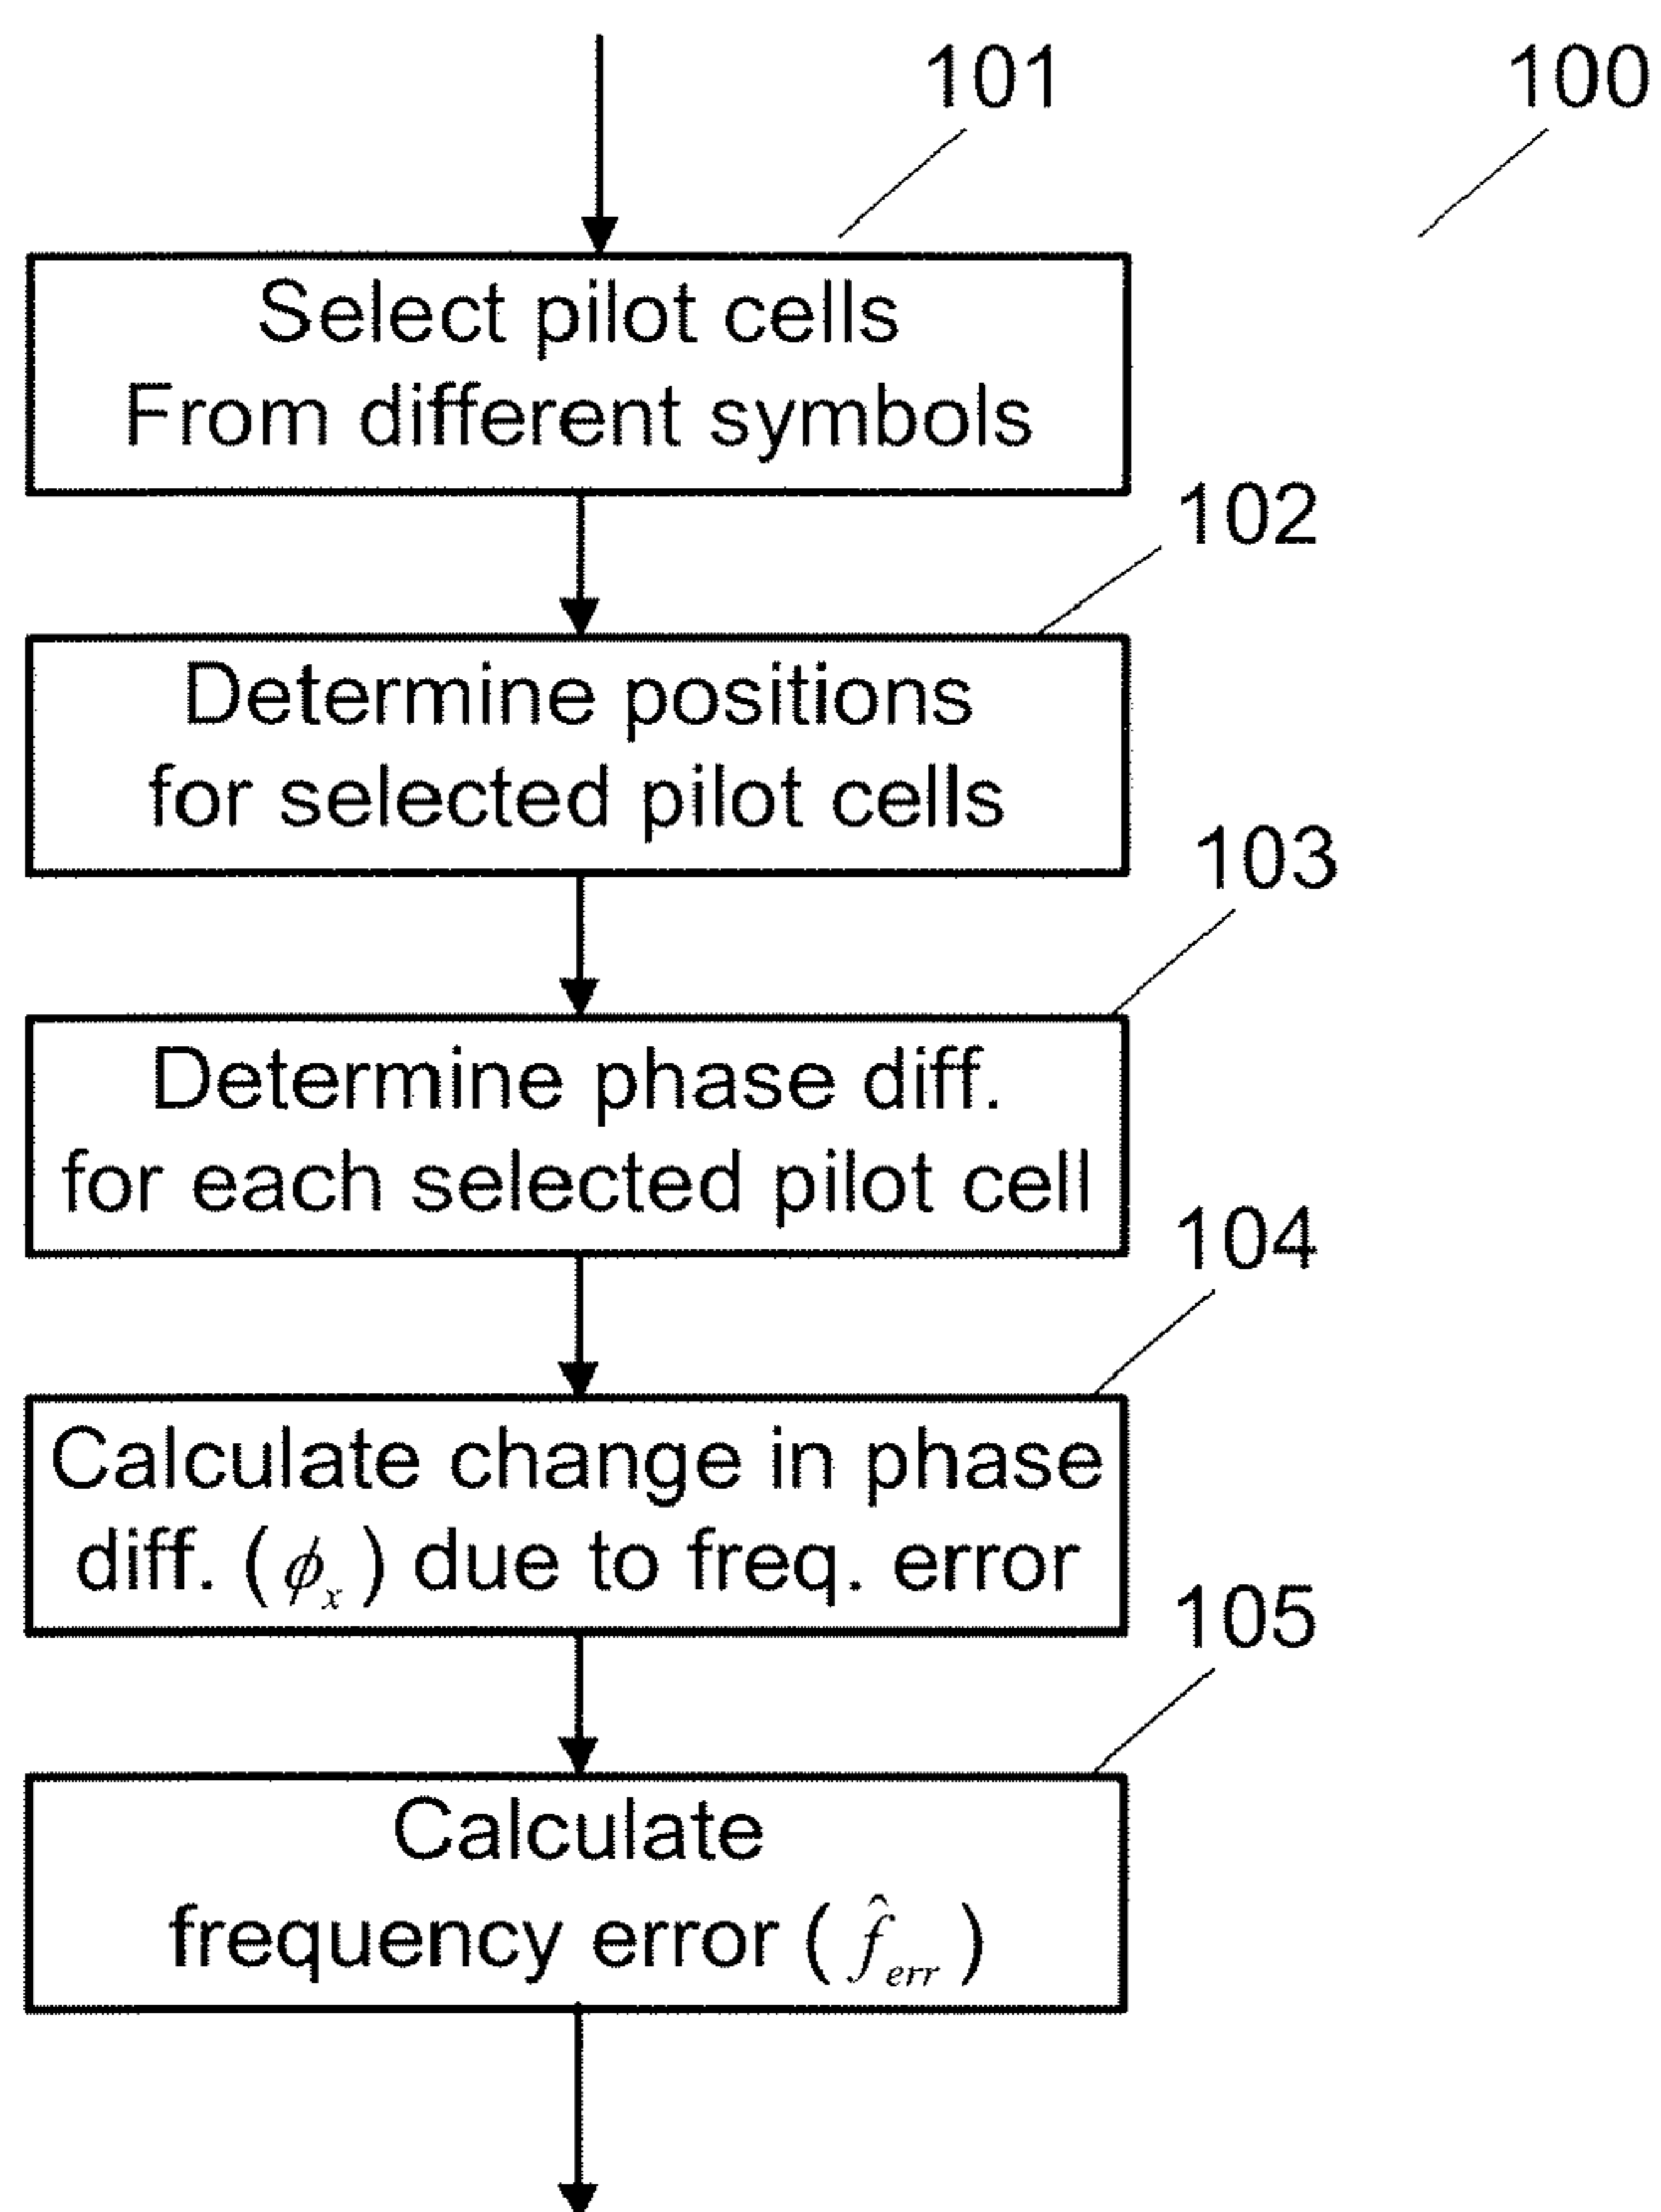 101
100
Select pilot cells
From different symbols
102
Determine positions
for selected pilot cells
103
Determine phase diff.
for each selected pilot cell
104
Calculate change in phase
diff. (ϕₓ) due to freq. error
105
Calculate
frequency error (f̂_err)